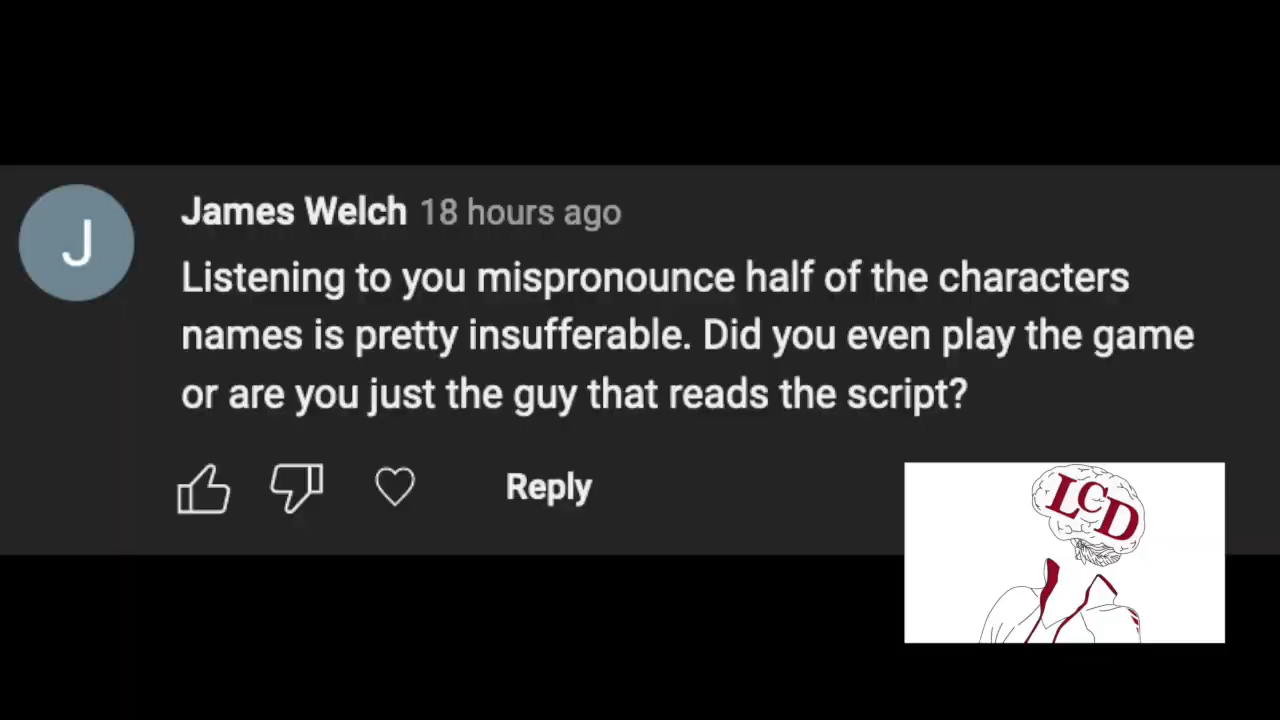 J
James Welch 18 hours ago
Listening to you mispronounce half of the characters
names is pretty insufferable. Did you even play the game
or are you just the guy that reads the script?
Reply
LCD